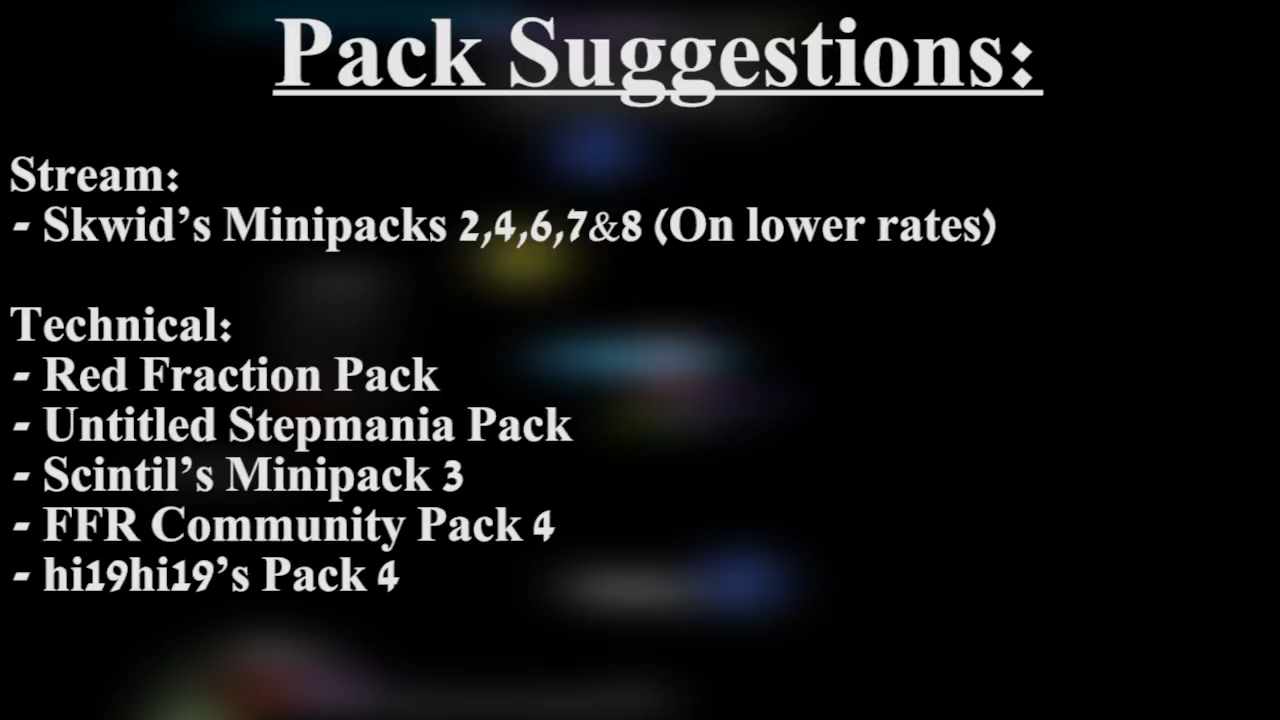 Pack Suggestions:
Stream:
- Skwid’s Minipacks 2,4,6,7&8 (On lower rates)
Technical:
- Red Fraction Pack
- Untitled Stepmania Pack
- Scintil’s Minipack 3
- FFR Community Pack 4
- hi19hi19’s Pack 4